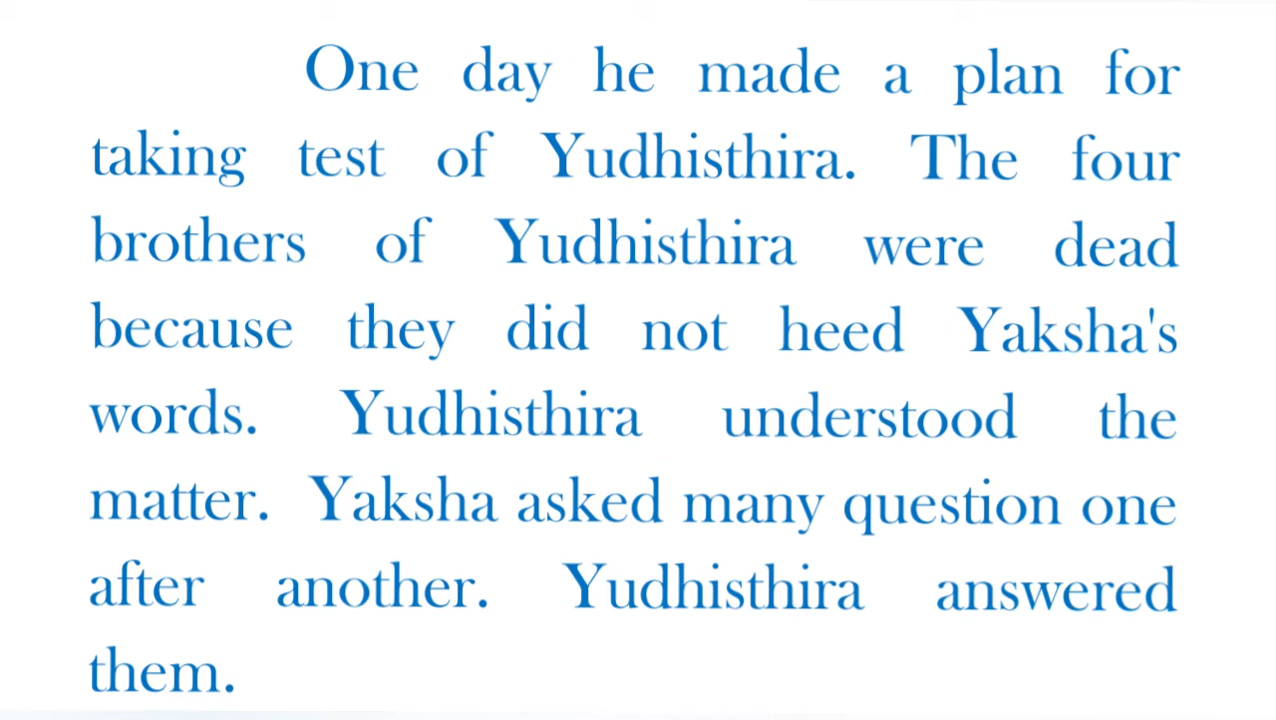 One day he made a plan for
taking test of Yudhisthira. The four
brothers of Yudhisthira were dead
because they did not heed Yaksha's
words. Yudhisthira understood the
matter. Yaksha asked many question one
after another. Yudhisthira answered
them.